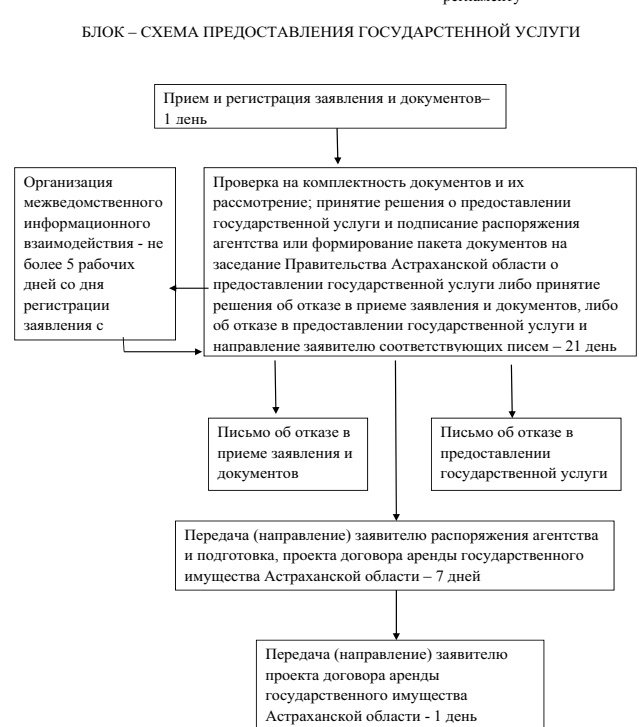 БЛОК – СХЕМА ПРЕДОСТАВЛЕНИЯ ГОСУДАРСТЕННОЙ УСЛУГИ
Прием и регистрация заявления и документов–
1 день
Организация
межведомственного
информационного
взаимодействия - не
более 5 рабочих
дней со дня
регистрации
заявления с
Проверка на комплектность документов и их
рассмотрение; принятие решения о предоставлении
государственной услуги и подписание распоряжения
агентства или формирование пакета документов на
заседание Правительства Астраханской области о
предоставлении государственной услуги либо принятие
решения об отказе в приеме заявления и документов, либо
об отказе в предоставлении государственной услуги и
направление заявителю соответствующих писем – 21 день
Письмо об отказе в
приеме заявления и
документов
Письмо об отказе в
предоставлении
государственной услуги
Передача (направление) заявителю распоряжения агентства
и подготовка, проекта договора аренды государственного
имущества Астраханской области – 7 дней
Передача (направление) заявителю
проекта договора аренды
государственного имущества
Астраханской области - 1 день